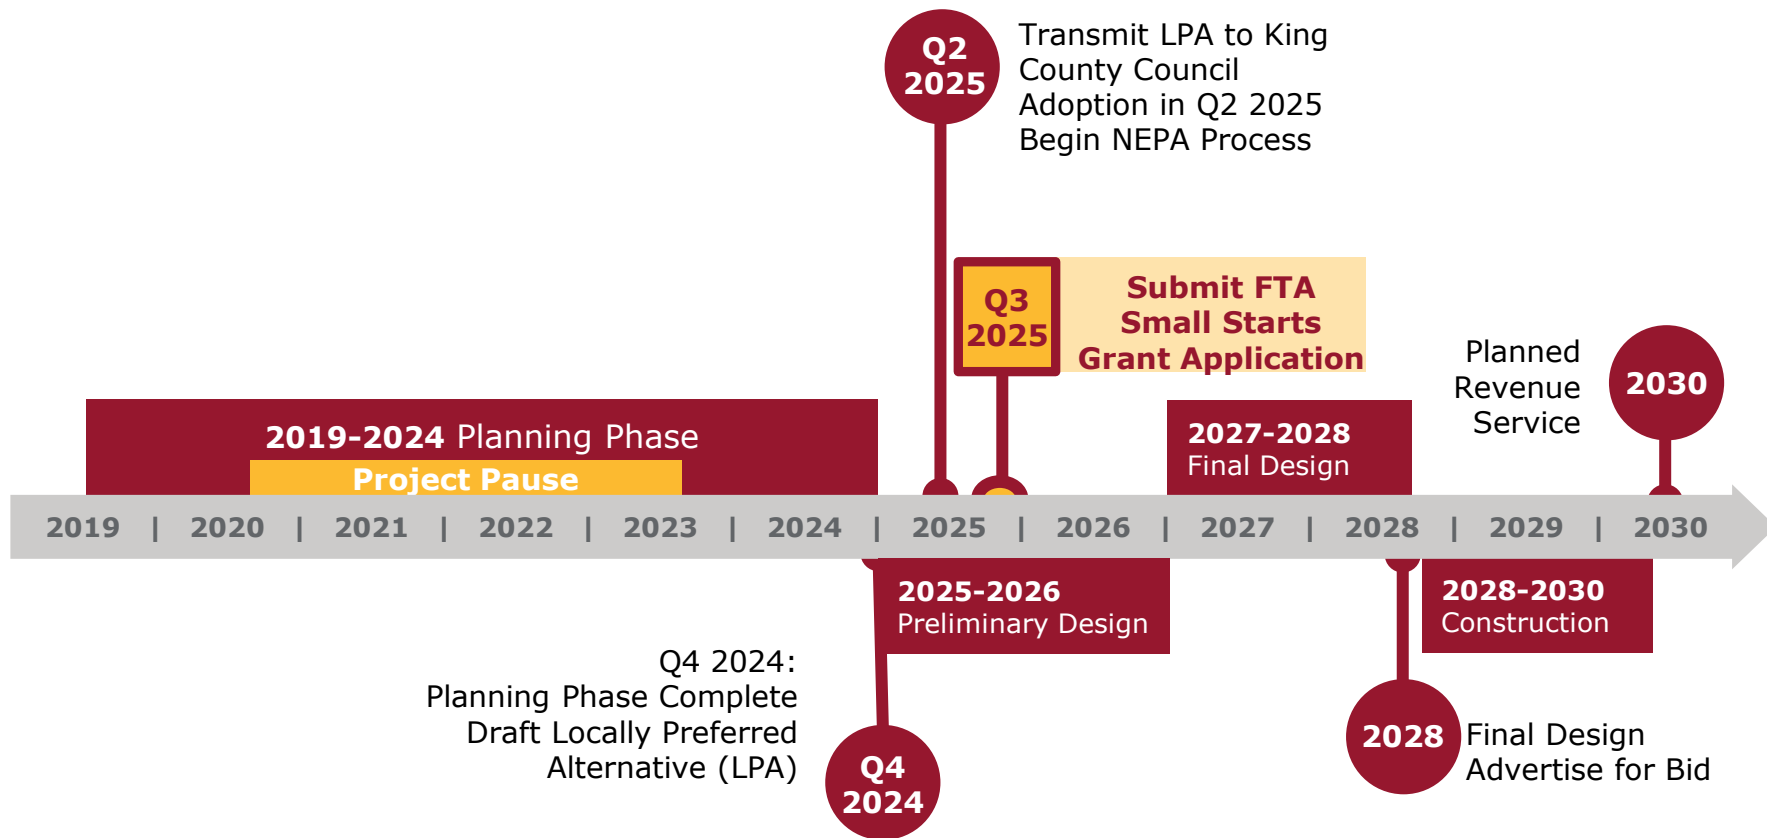 Q2
2025
Transmit LPA to King
County Council
Adoption in Q2 2025
Begin NEPA Process
Q3
2025
Submit FTA
Small Starts
Grant Application
Planned
Revenue
Service
2030
2019-2024 Planning Phase
Project Pause
2027-2028
Final Design
2019 | 2020 | 2021 | 2022 | 2023 | 2024 | 2025 | 2026 | 2027 | 2028 | 2029 | 2030
2025-2026
Preliminary Design
2028-2030
Construction
Q4 2024:
Planning Phase Complete
Draft Locally Preferred
Alternative (LPA)
Q4
2024
2028
Final Design
Advertise for Bid